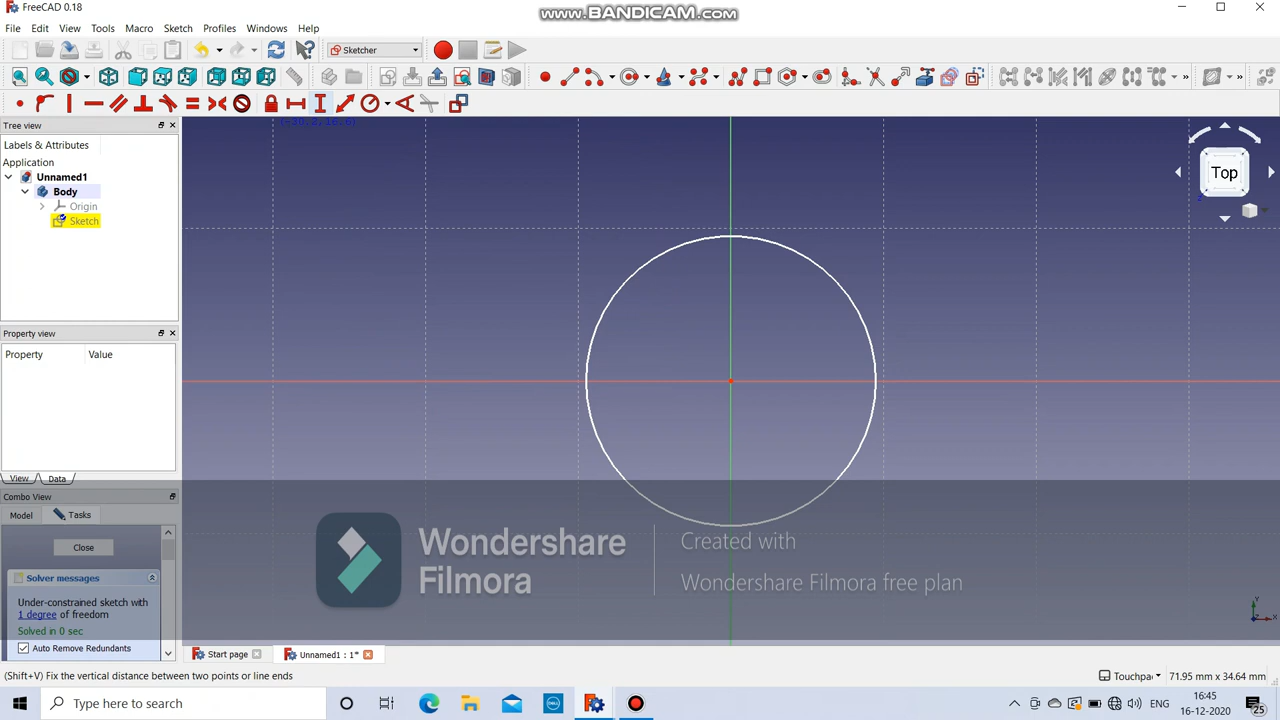 FreeCAD 0.18
www.BANDICAM.com
File Edit View Tools Macro Sketch Profiles Windows Help
Sketcher
Tree view
Labels & Attributes
Application
Unnamed1
Body
Origin
Sketch
Top
Property view
Property Value
View Data
Combo View
Model Tasks
Close
Solver messages
Under-constrained sketch with
1 degree of freedom
Solved in 0 sec
Auto Remove Redundants
Wondershare
Filmora
Created with
Wondershare Filmora free plan
Start page Unnamed1 : 1*
(Shift+V) Fix the vertical distance between two points or line ends
Touchpa 71.95 mm x 34.64 mm
Type here to search
ENG
16:45
16-12-2020
25